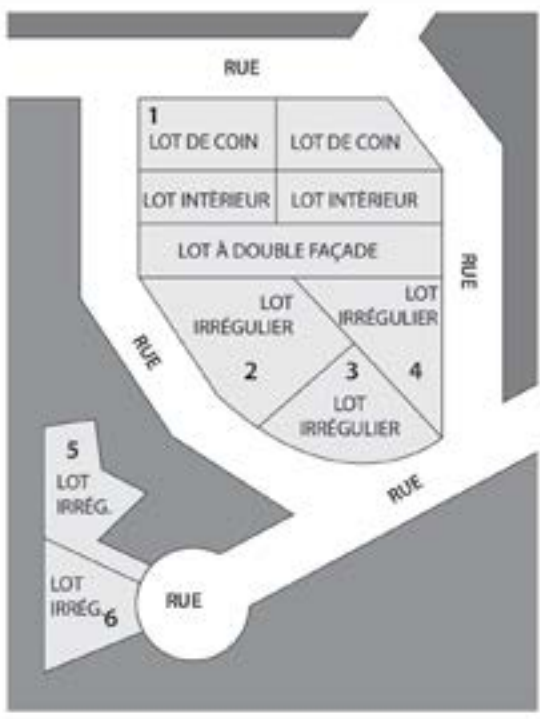 RUE
1
LOT DE COIN
LOT DE COIN
LOT INTÉRIEUR
LOT INTÉRIEUR
LOT À DOUBLE FAÇADE
RUE
LOT
IRRÉGULIER
2
LOT
IRRÉGULIER
4
3
LOT
IRRÉGULIER
RUE
RUE
5
LOT
IRRÉG.
LOT
IRRÉG.
6
RUE